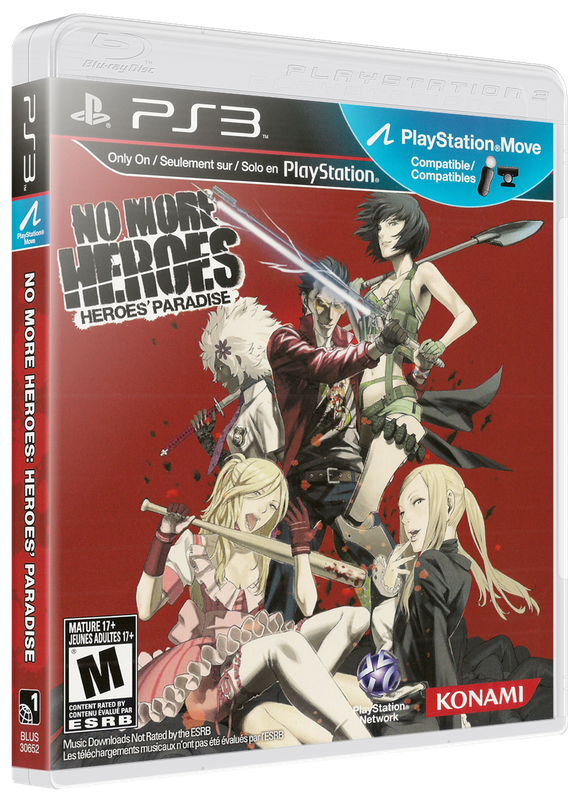 Blu-ray Disc
PLAYSTATION 3
PS3
PlayStation®Move
Compatible/
Compatibles
Only On / Seulement sur / Solo en PlayStation®
NO MORE
HEROES
HEROES' PARADISE
PS3
PlayStation®
Move
NO MORE HEROES: HEROES' PARADISE
1
BLUS
30652
MATURE 17+
JEUNES ADULTES 17+
M
CONTENT RATED BY
CONTENU ÉVALUÉ PAR
ESRB
Music Downloads Not Rated by the ESRB
Les téléchargements musicaux n'ont pas été évalués par l'ESRB
PlayStation®
Network
KONAMI